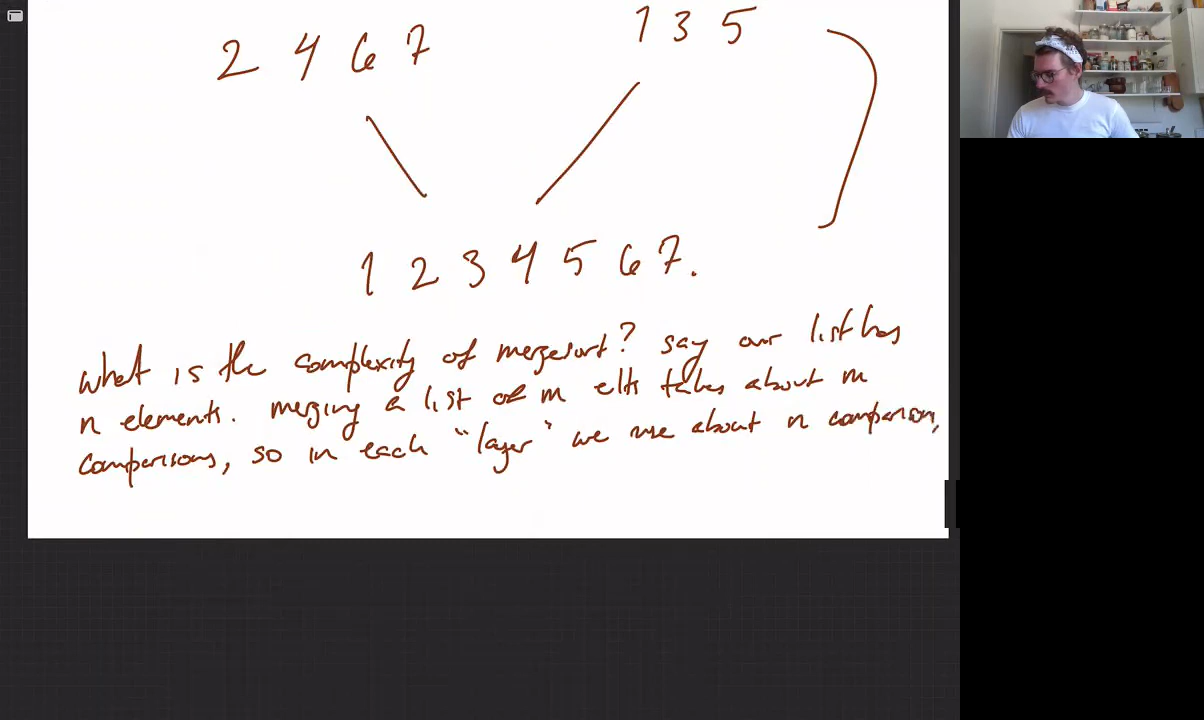 2 4 6 7 1 3 5
1 2 3 4 5 6 7.
what is the complexity of mergesort? say our list has
n elements. merging a list of m elts takes about m
comparisons, so in each "layer" we use about n comparison,